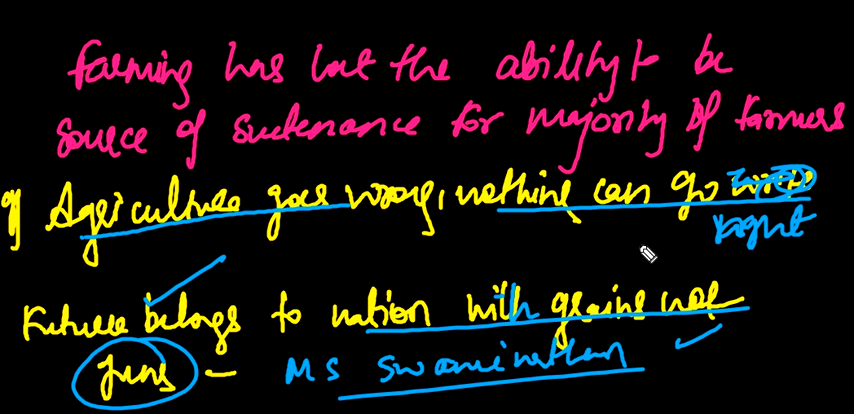 Farming has lost the ability to be
source of sustenance for majority of farmers
If Agriculture goes wrong, nothing can go
right
Future belongs to nation with grains not
guns - MS Swaminathan